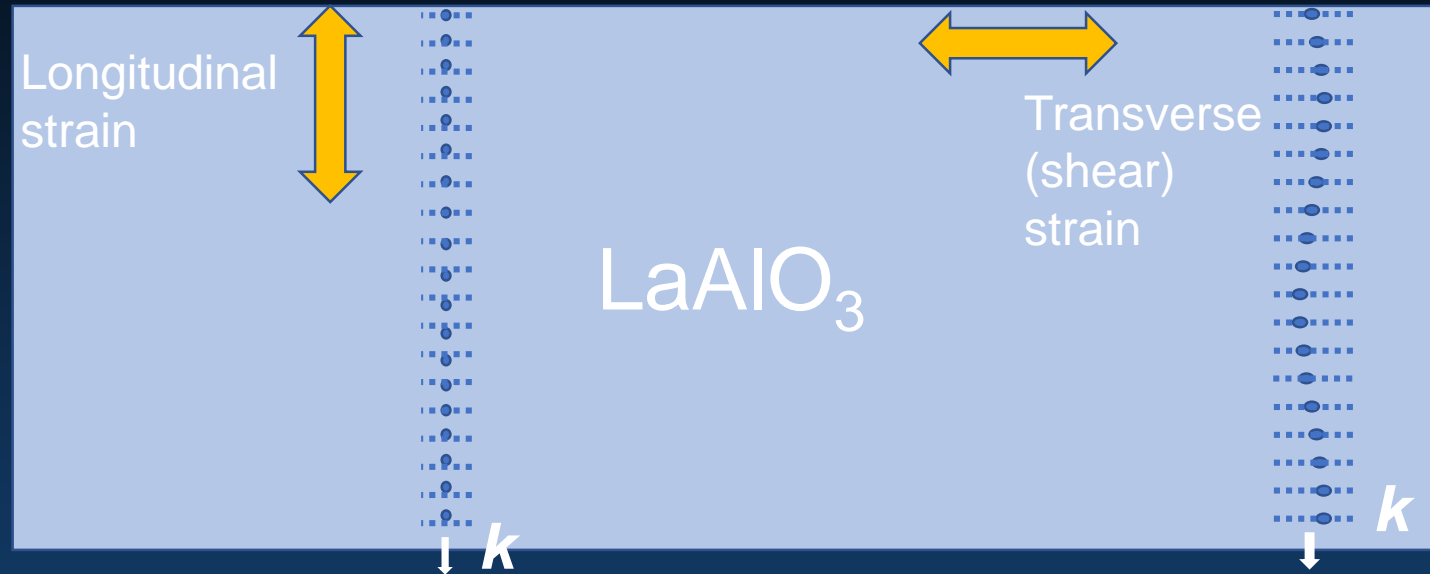 Longitudinal
strain
Transverse
(shear)
strain
LaAlO₃
k
k